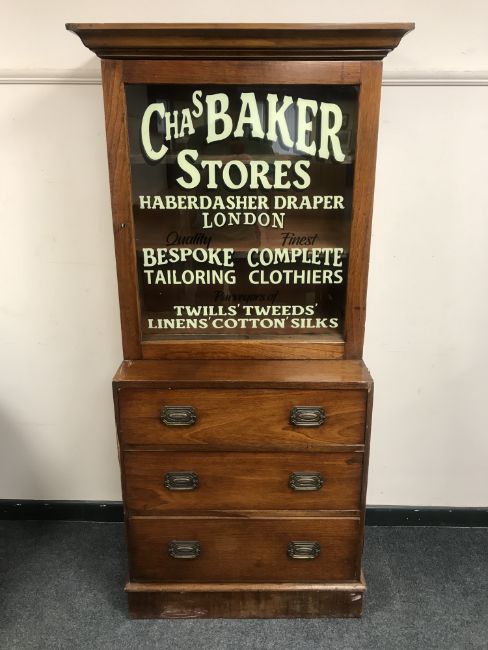 CHAS BAKER
STORES
HABERDASHER DRAPER
LONDON
Quality Finest
BESPOKE COMPLETE
TAILORING CLOTHIERS
Purveyors of
TWILLS' TWEEDS'
LINENS' COTTON' SILKS